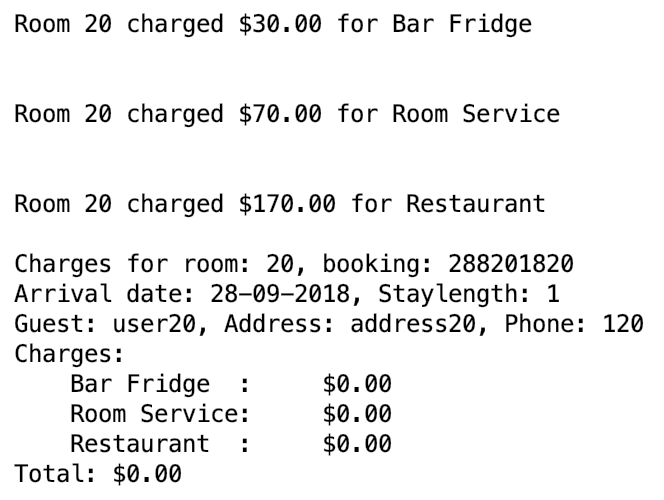 Room 20 charged $30.00 for Bar Fridge
Room 20 charged $70.00 for Room Service
Room 20 charged $170.00 for Restaurant
Charges for room: 20, booking: 288201820
Arrival date: 28-09-2018, Staylength: 1
Guest: user20, Address: address20, Phone: 120
Charges:
    Bar Fridge  :     $0.00
    Room Service:     $0.00
    Restaurant  :     $0.00
Total: $0.00